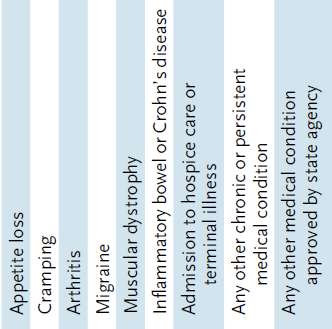 Appetite loss
Cramping
Arthritis
Migraine
Muscular dystrophy
Inflammatory bowel or Crohn's disease
Admission to hospice care or
terminal illness
Any other chronic or persistent
medical condition
Any other medical condition
approved by state agency